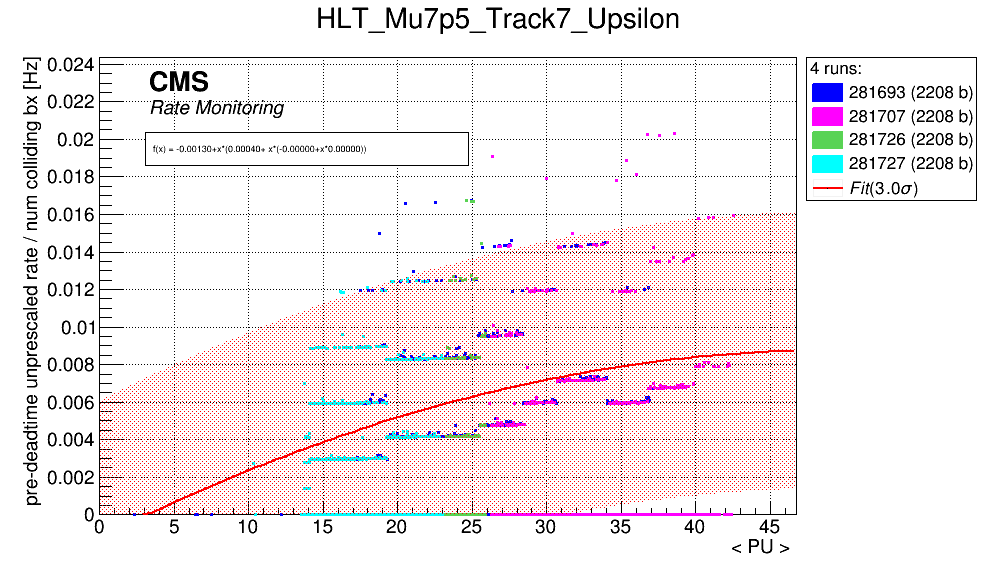 HLT_Mu7p5_Track7_Upsilon
pre-deadtime unprescaled rate / num colliding bx [Hz]
0.024
0.022
0.02
0.018
0.016
0.014
0.012
0.01
0.008
0.006
0.004
0.002
0
CMS
Rate Monitoring
f(x) = -0.00130+x*(0.00040+ x*(-0.00000+x*0.00000))
0 5 10 15 20 25 30 35 40 45
< PU >
4 runs:
281693 (2208 b)
281707 (2208 b)
281726 (2208 b)
281727 (2208 b)
Fit(3.0σ)